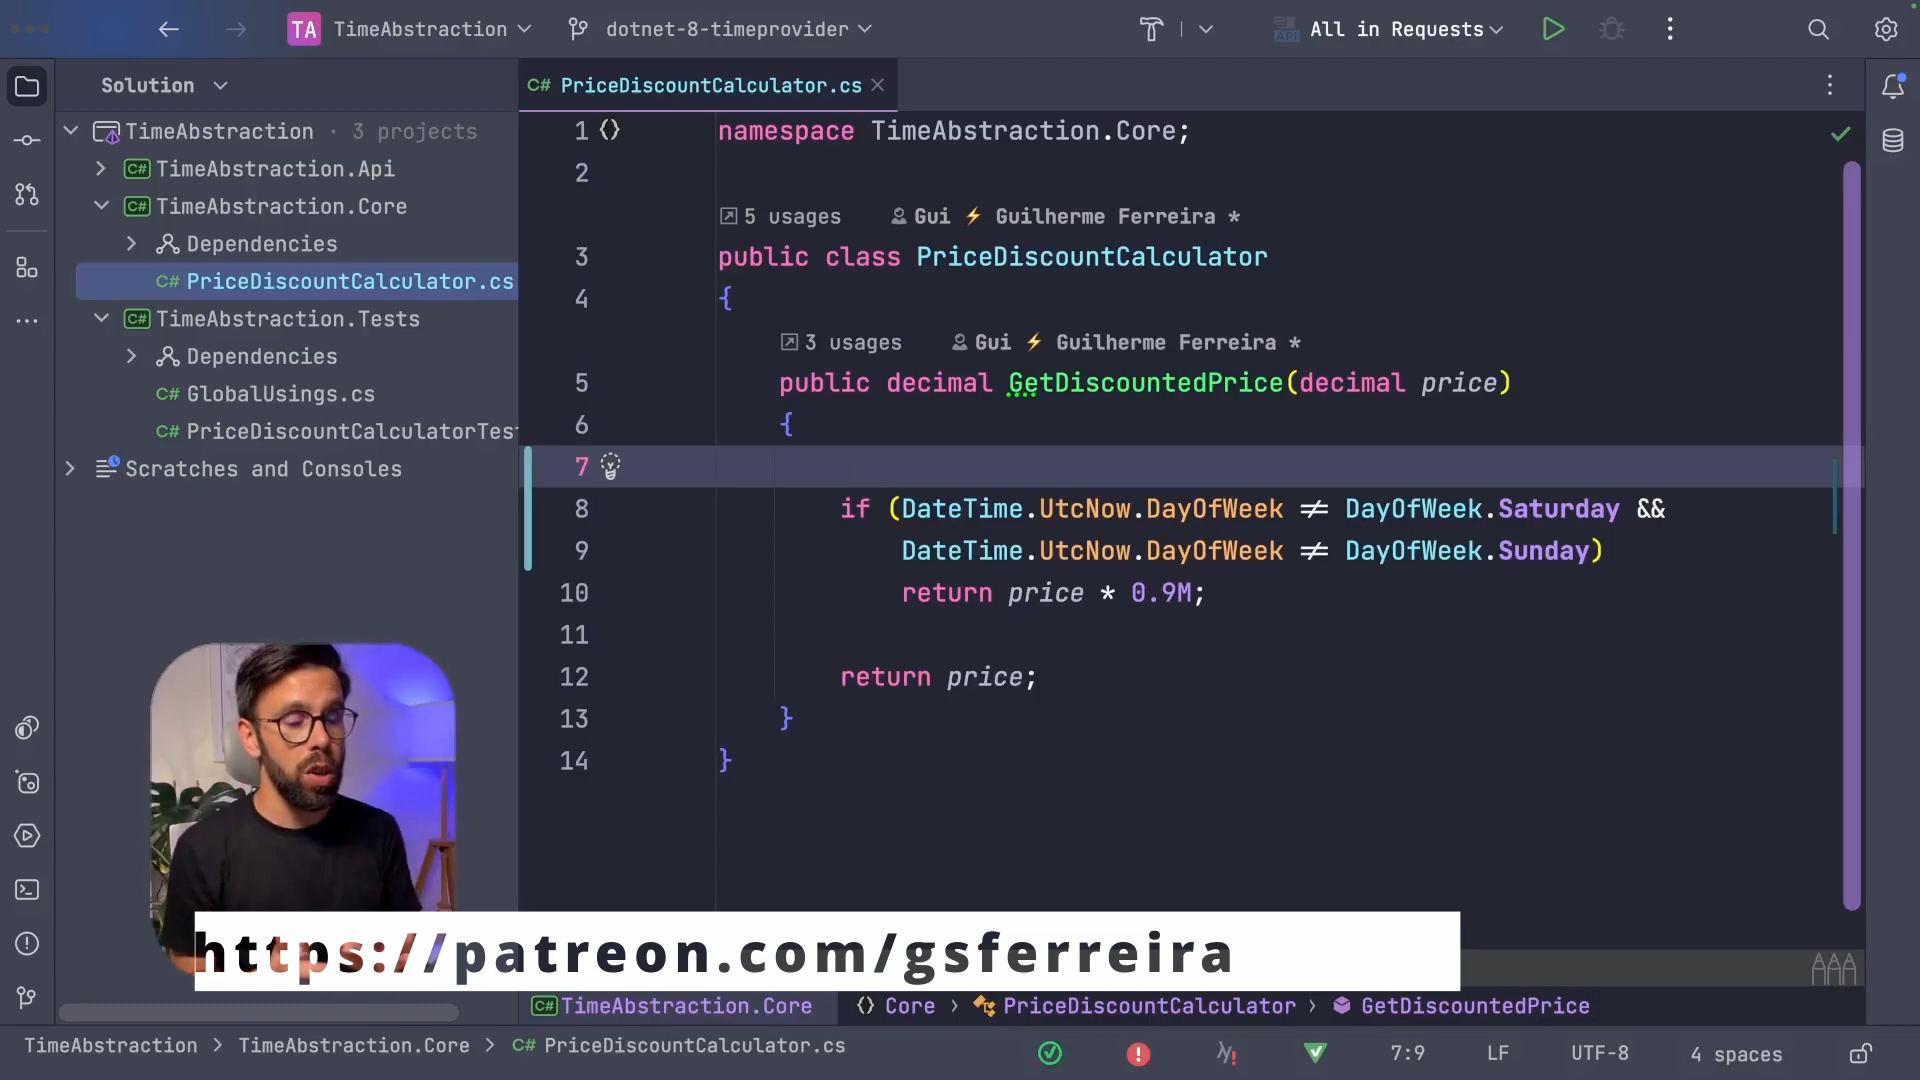 TA TimeAbstraction dotnet-8-timeprovider API All in Requests
Solution
C# PriceDiscountCalculator.cs
TimeAbstraction · 3 projects
C# TimeAbstraction.Api
C# TimeAbstraction.Core
Dependencies
C# PriceDiscountCalculator.cs
C# TimeAbstraction.Tests
Dependencies
C# GlobalUsings.cs
C# PriceDiscountCalculatorTest
Scratches and Consoles
1 {} namespace TimeAbstraction.Core;
2
5 usages Gui ⚡ Guilherme Ferreira *
3 public class PriceDiscountCalculator
4 {
3 usages Gui ⚡ Guilherme Ferreira *
5 public decimal GetDiscountedPrice(decimal price)
6 {
7
8 if (DateTime.UtcNow.DayOfWeek ≠ DayOfWeek.Saturday &&
9 DateTime.UtcNow.DayOfWeek ≠ DayOfWeek.Sunday)
10 return price * 0.9M;
11
12 return price;
13 }
14 }
https://patreon.com/gsferreira
C# TimeAbstraction.Core {} Core > PriceDiscountCalculator > GetDiscountedPrice
TimeAbstraction > TimeAbstraction.Core > C# PriceDiscountCalculator.cs 7:9 LF UTF-8 4 spaces